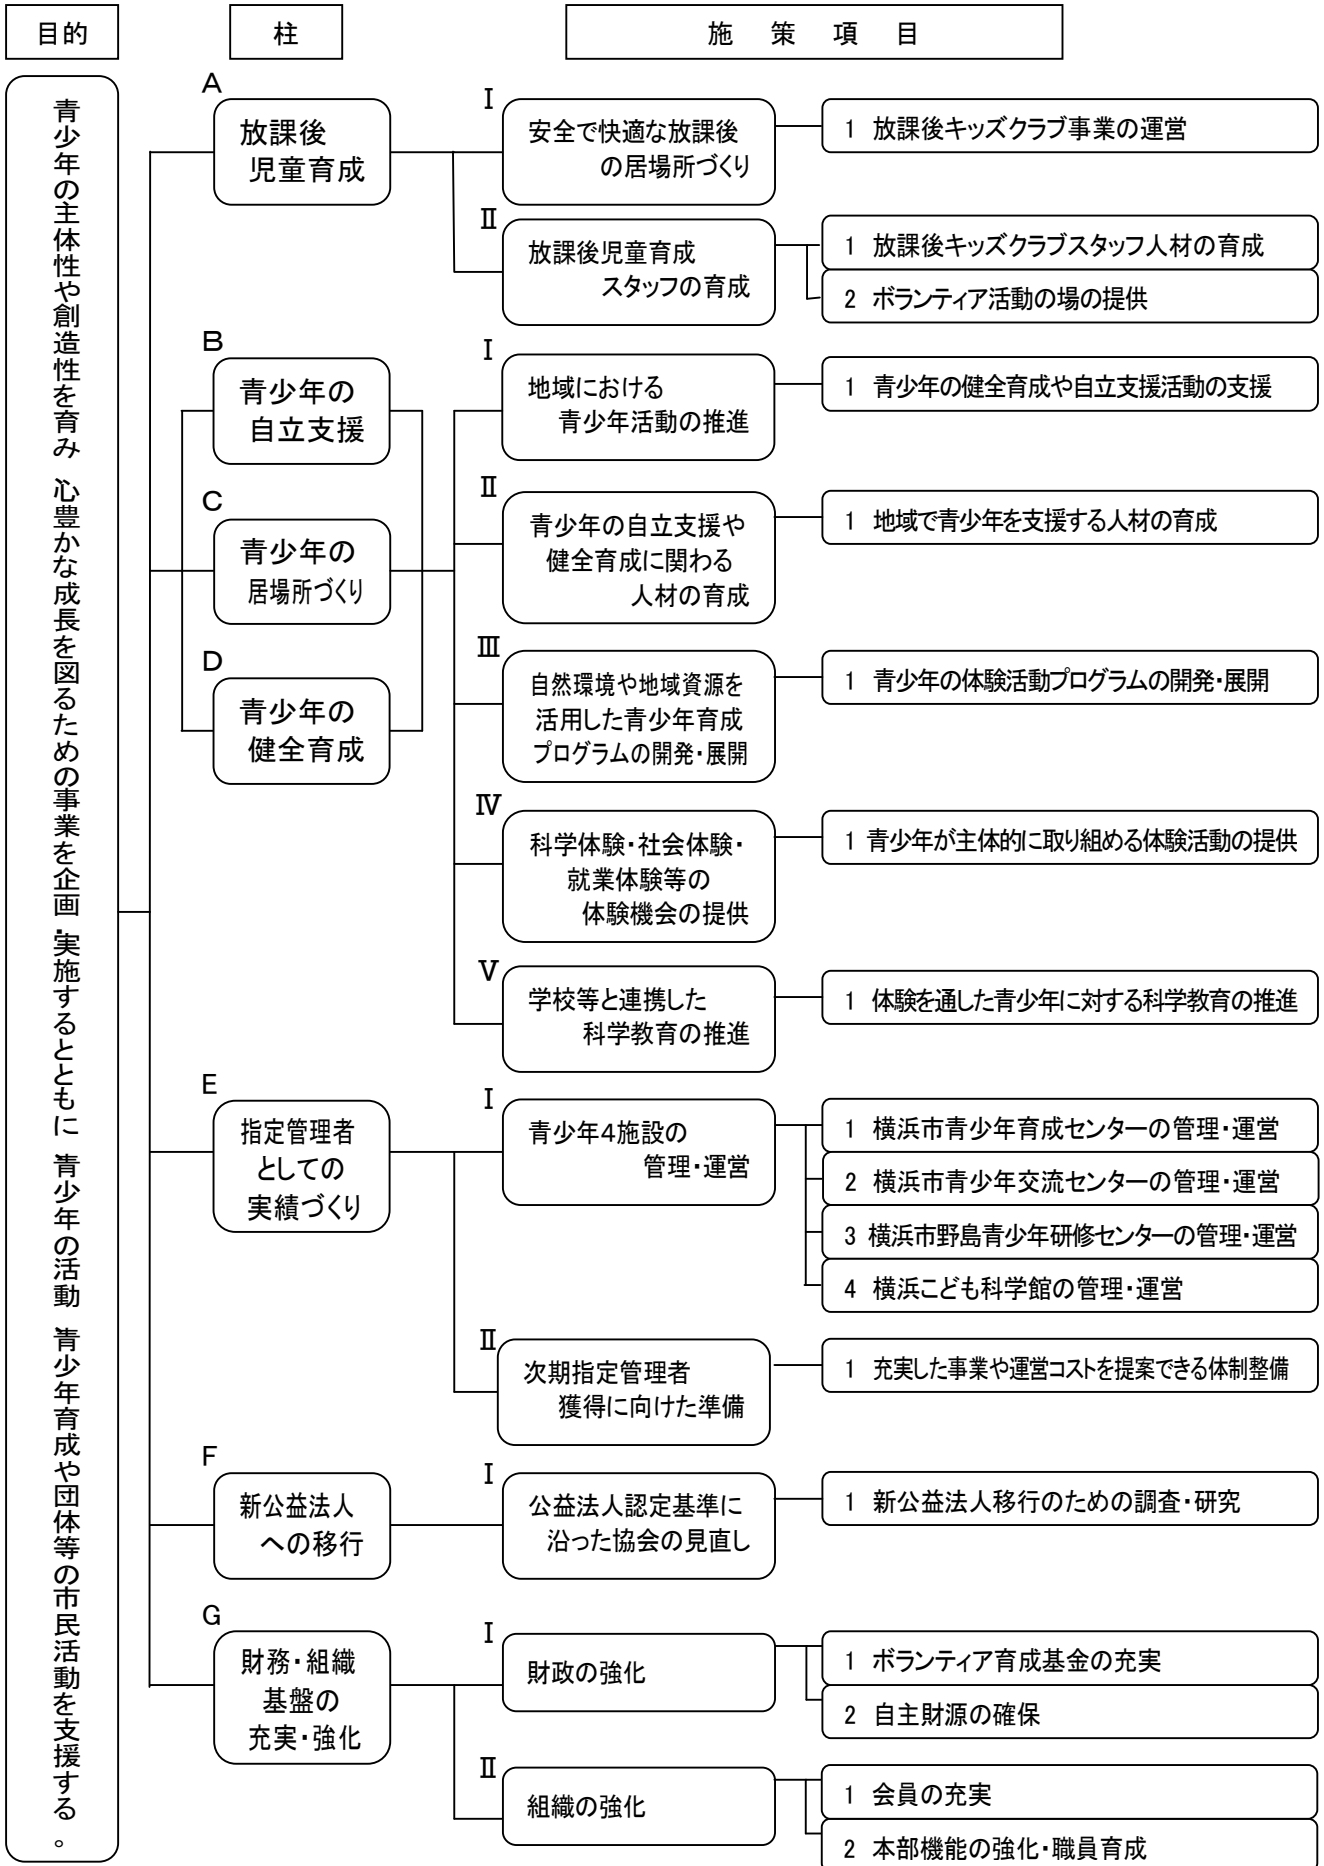 目的
柱
施策項目
青少年の主体性や創造性を育み、心豊かな成長を図るための事業を企画・実施するとともに、青少年の活動、青少年育成や団体等の市民活動を支援する。
A
放課後
児童育成
Ⅰ
安全で快適な放課後
の居場所づくり
1 放課後キッズクラブ事業の運営
Ⅱ
放課後児童育成
スタッフの育成
1 放課後キッズクラブスタッフ人材の育成
2 ボランティア活動の場の提供
B
青少年の
自立支援
C
青少年の
居場所づくり
D
青少年の
健全育成
Ⅰ
地域における
青少年活動の推進
1 青少年の健全育成や自立支援活動の支援
Ⅱ
青少年の自立支援や
健全育成に関わる
人材の育成
1 地域で青少年を支援する人材の育成
Ⅲ
自然環境や地域資源を
活用した青少年育成
プログラムの開発・展開
1 青少年の体験活動プログラムの開発・展開
Ⅳ
科学体験・社会体験・
就業体験等の
体験機会の提供
1 青少年が主体的に取り組める体験活動の提供
Ⅴ
学校等と連携した
科学教育の推進
1 体験を通した青少年に対する科学教育の推進
E
指定管理者
としての
実績づくり
Ⅰ
青少年4施設の
管理・運営
1 横浜市青少年育成センターの管理・運営
2 横浜市青少年交流センターの管理・運営
3 横浜市野島青少年研修センターの管理・運営
4 横浜こども科学館の管理・運営
Ⅱ
次期指定管理者
獲得に向けた準備
1 充実した事業や運営コストを提案できる体制整備
F
新公益法人
への移行
Ⅰ
公益法人認定基準に
沿った協会の見直し
1 新公益法人移行のための調査・研究
G
財務・組織
基盤の
充実・強化
Ⅰ
財政の強化
1 ボランティア育成基金の充実
2 自主財源の確保
Ⅱ
組織の強化
1 会員の充実
2 本部機能の強化・職員育成